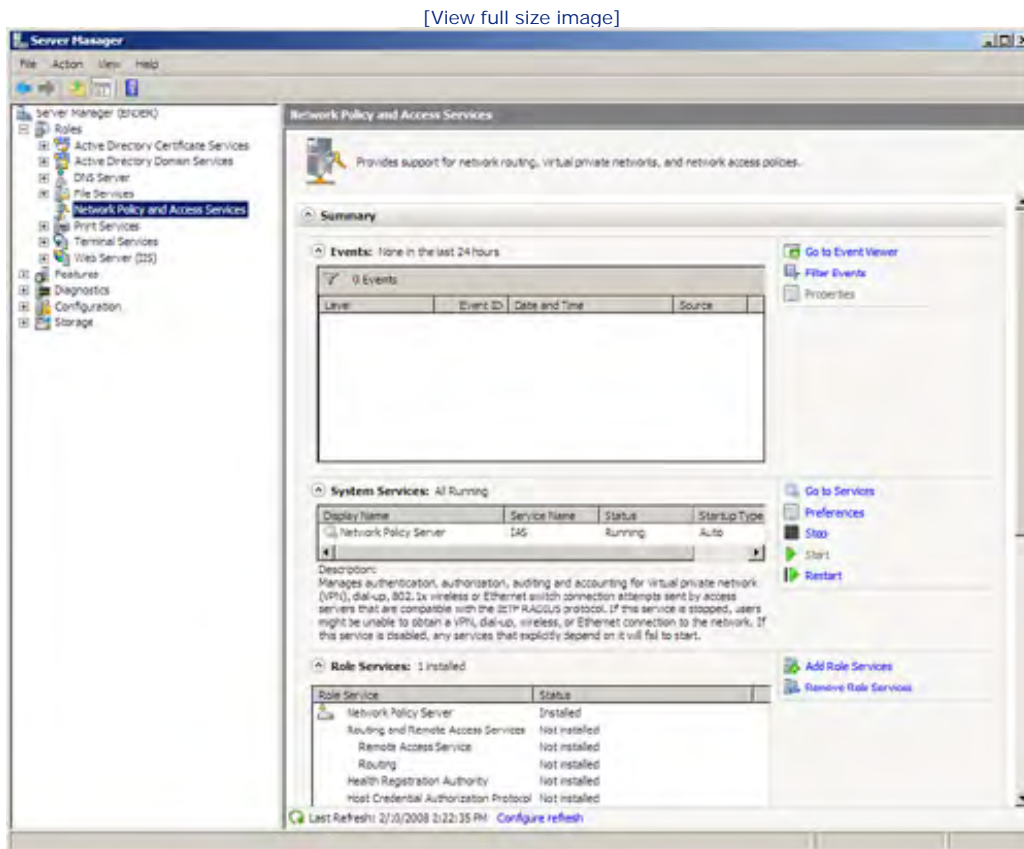 [View full size image]
Server Manager
File Action View Help
Server Manager (ENDER)
Roles
Active Directory Certificate Services
Active Directory Domain Services
DNS Server
File Services
Network Policy and Access Services
Print Services
Terminal Services
Web Server (IIS)
Features
Diagnostics
Configuration
Storage
Network Policy and Access Services
Provides support for network routing, virtual private networks, and network access policies.
Summary
Events: None in the last 24 hours
0 Events
Level Event ID Date and Time Source
Go to Event Viewer
Filter Events
Properties
System Services: All Running
Display Name Service Name Status Startup Type
Network Policy Server IAS Running Auto
Description:
Manages authentication, authorization, auditing and accounting for virtual private network
(VPN), dial-up, 802.1x wireless or Ethernet switch connection attempts sent by access
servers that are compatible with the IETF RADIUS protocol. If this service is stopped, users
might be unable to obtain a VPN, dial-up, wireless, or Ethernet connection to the network. If
this service is disabled, any services that explicitly depend on it will fail to start.
Go to Services
Preferences
Stop
Start
Restart
Role Services: 1 installed
Role Service Status
Network Policy Server Installed
Routing and Remote Access Services Not installed
Remote Access Service Not installed
Routing Not installed
Health Registration Authority Not installed
Host Credential Authorization Protocol Not installed
Add Role Services
Remove Role Services
Last Refresh: 2/10/2008 2:22:35 PM Configure refresh